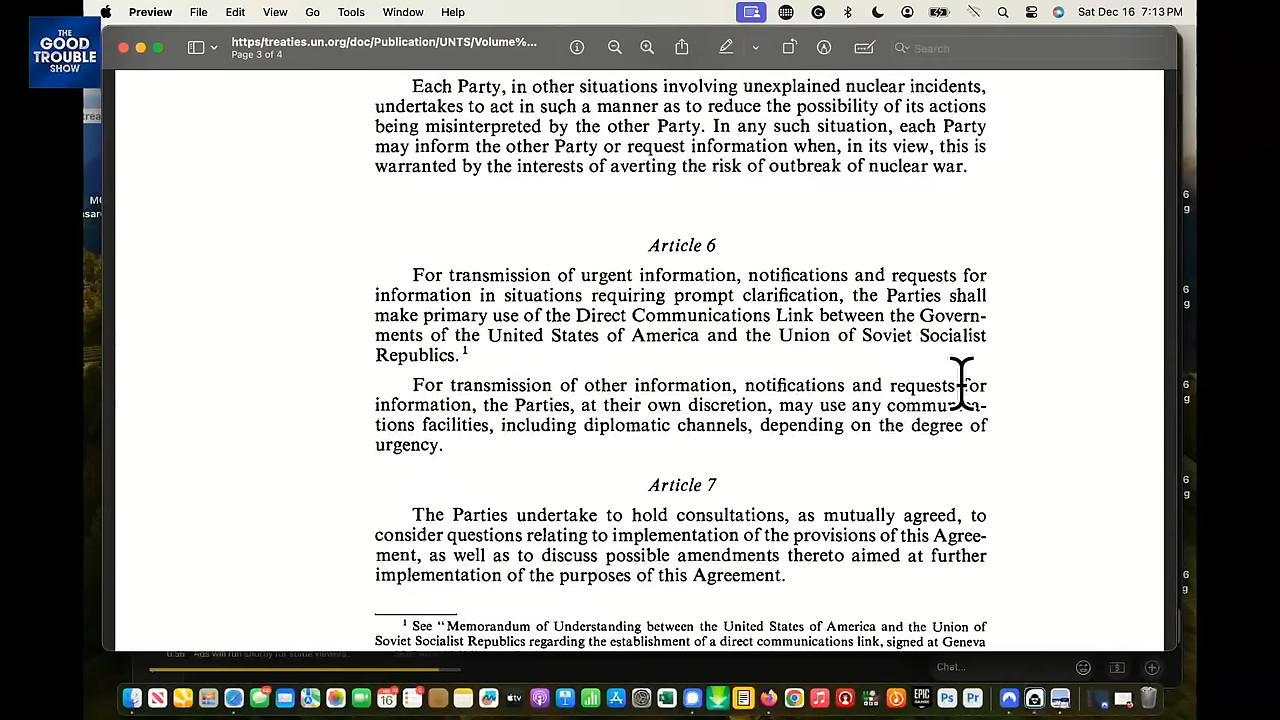 Preview File Edit View Go Tools Window Help Sat Dec 16 7:13 PM
THE
GOOD
TROUBLE
SHOW
https/treaties.un.org/doc/Publication/UNTS/Volume%...
Page 3 of 4
Search
Each Party, in other situations involving unexplained nuclear incidents,
undertakes to act in such a manner as to reduce the possibility of its actions
being misinterpreted by the other Party. In any such situation, each Party
may inform the other Party or request information when, in its view, this is
warranted by the interests of averting the risk of outbreak of nuclear war.
Article 6
For transmission of urgent information, notifications and requests for
information in situations requiring prompt clarification, the Parties shall
make primary use of the Direct Communications Link between the Govern-
ments of the United States of America and the Union of Soviet Socialist
Republics. 1
For transmission of other information, notifications and requests for
information, the Parties, at their own discretion, may use any communica-
tions facilities, including diplomatic channels, depending on the degree of
urgency.
Article 7
The Parties undertake to hold consultations, as mutually agreed, to
consider questions relating to implementation of the provisions of this Agree-
ment, as well as to discuss possible amendments thereto aimed at further
implementation of the purposes of this Agreement.
1 See "Memorandum of Understanding between the United States of America and the Union of
Soviet Socialist Republics regarding the establishment of a direct communications link, signed at Geneva
Chat...
16
tv
EPIC
GAMES
Ps
Pr
6
g
6
g
6
g
6
g
6
g